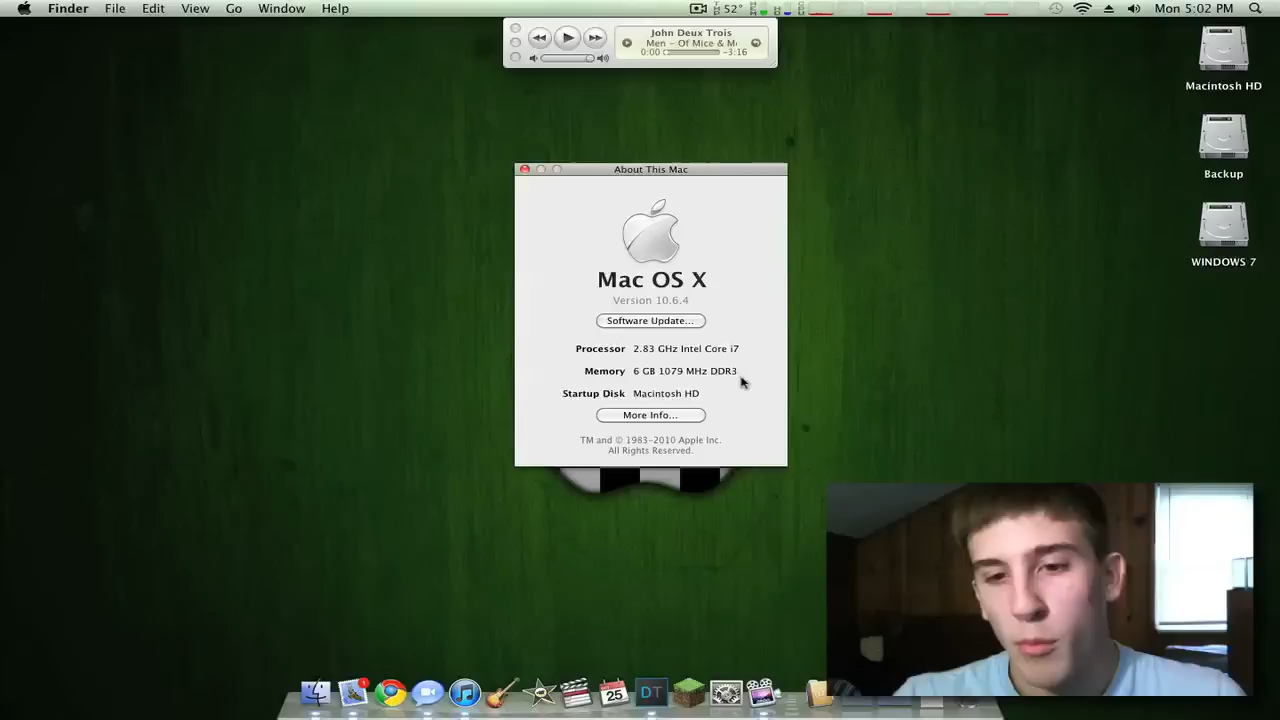 Finder File Edit View Go Window Help
52° Mon 5:02 PM
John Deux Trois
Men - Of Mice & M
0:00 -3:16
Macintosh HD
Backup
WINDOWS 7
About This Mac
Mac OS X
Version 10.6.4
Software Update...
Processor 2.83 GHz Intel Core i7
Memory 6 GB 1079 MHz DDR3
Startup Disk Macintosh HD
More Info...
TM and © 1983-2010 Apple Inc.
All Rights Reserved.
1
25
DT